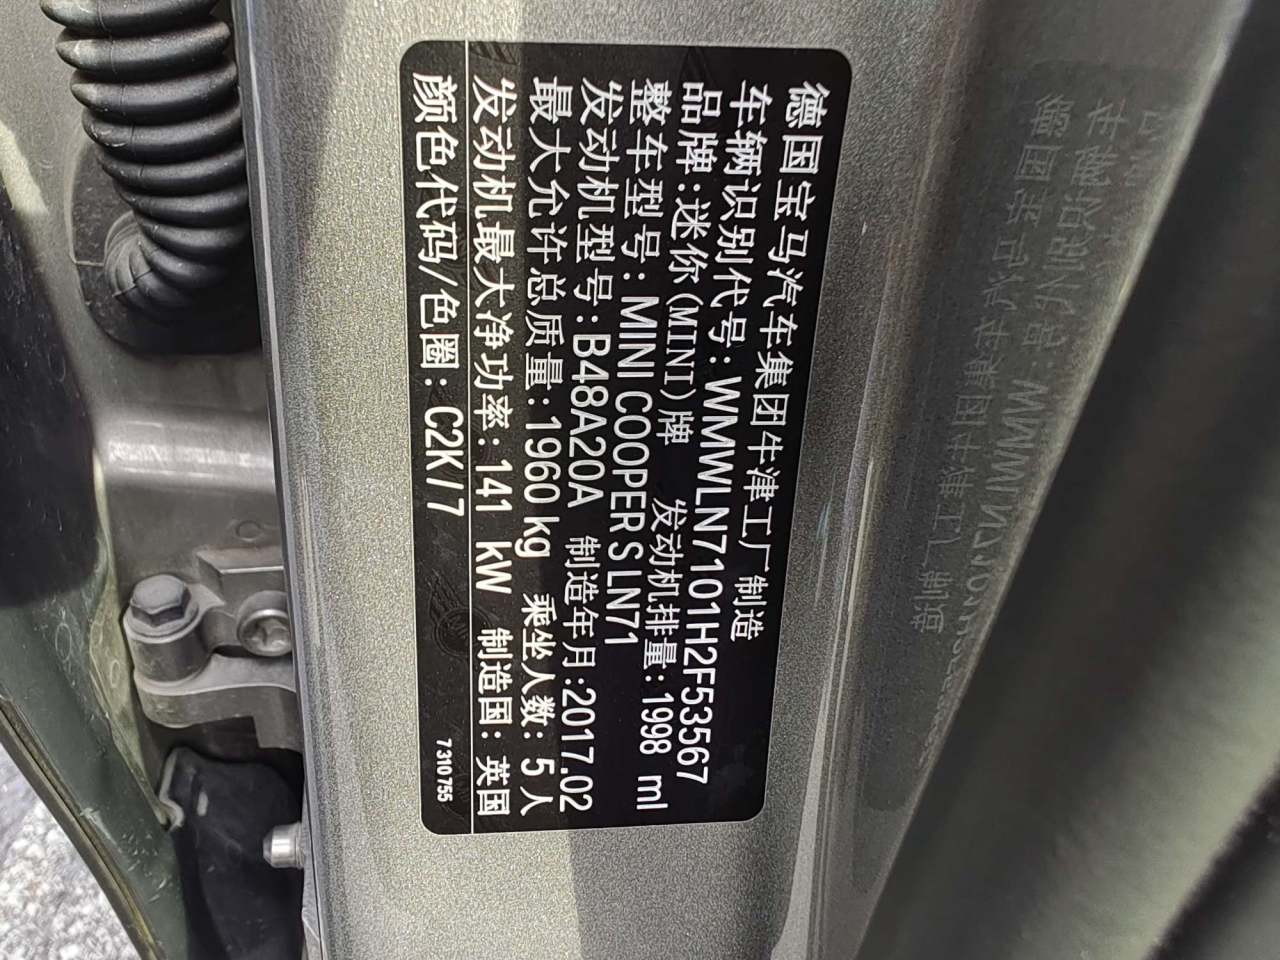 德国宝马汽车集团牛津工厂制造
车辆识别代号: WMWLN7101H2F53567
品牌:迷你(MINI)牌 发动机排量:1998 ml
整车型号: MINI COOPER S LN71
发动机型号: B48A20A 制造年月:2017.02
最大允许总质量:1960 kg 乘坐人数: 5 人
发动机最大净功率: 141 kW 制造国: 英国
颜色代码/色圈: C2K / 7
7 310 755